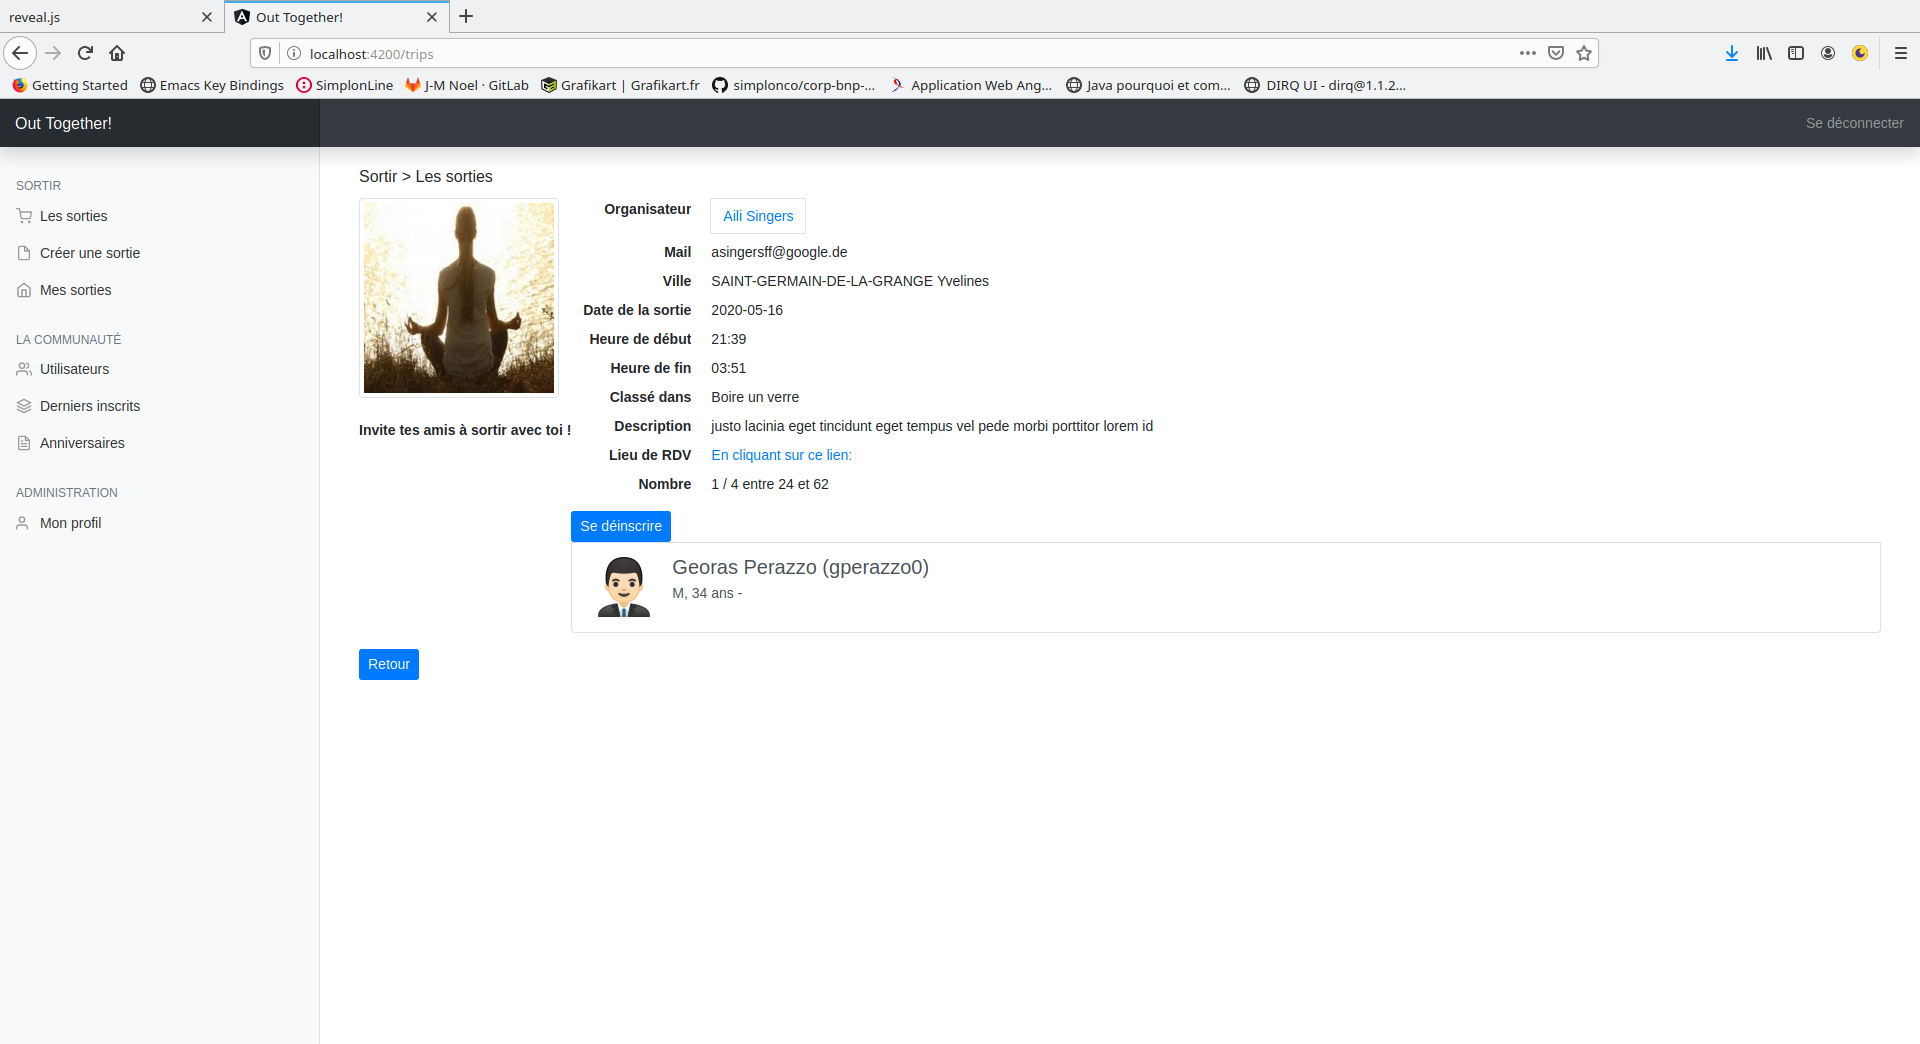 reveal.js
Out Together!
localhost:4200/trips
Getting Started
Emacs Key Bindings
SimplonLine
J-M Noel · GitLab
Grafikart | Grafikart.fr
simplonco/corp-bnp-...
Application Web Ang...
Java pourquoi et com...
DIRQ UI - dirq@1.1.2...
Out Together!
Se déconnecter
SORTIR
Les sorties
Créer une sortie
Mes sorties
LA COMMUNAUTÉ
Utilisateurs
Derniers inscrits
Anniversaires
ADMINISTRATION
Mon profil
Sortir > Les sorties
Invite tes amis à sortir avec toi !
Organisateur Aili Singers
Mail asingersff@google.de
Ville SAINT-GERMAIN-DE-LA-GRANGE Yvelines
Date de la sortie 2020-05-16
Heure de début 21:39
Heure de fin 03:51
Classé dans Boire un verre
Description justo lacinia eget tincidunt eget tempus vel pede morbi porttitor lorem id
Lieu de RDV En cliquant sur ce lien:
Nombre 1 / 4 entre 24 et 62
Se déinscrire
Georas Perazzo (gperazzo0)
M, 34 ans -
Retour